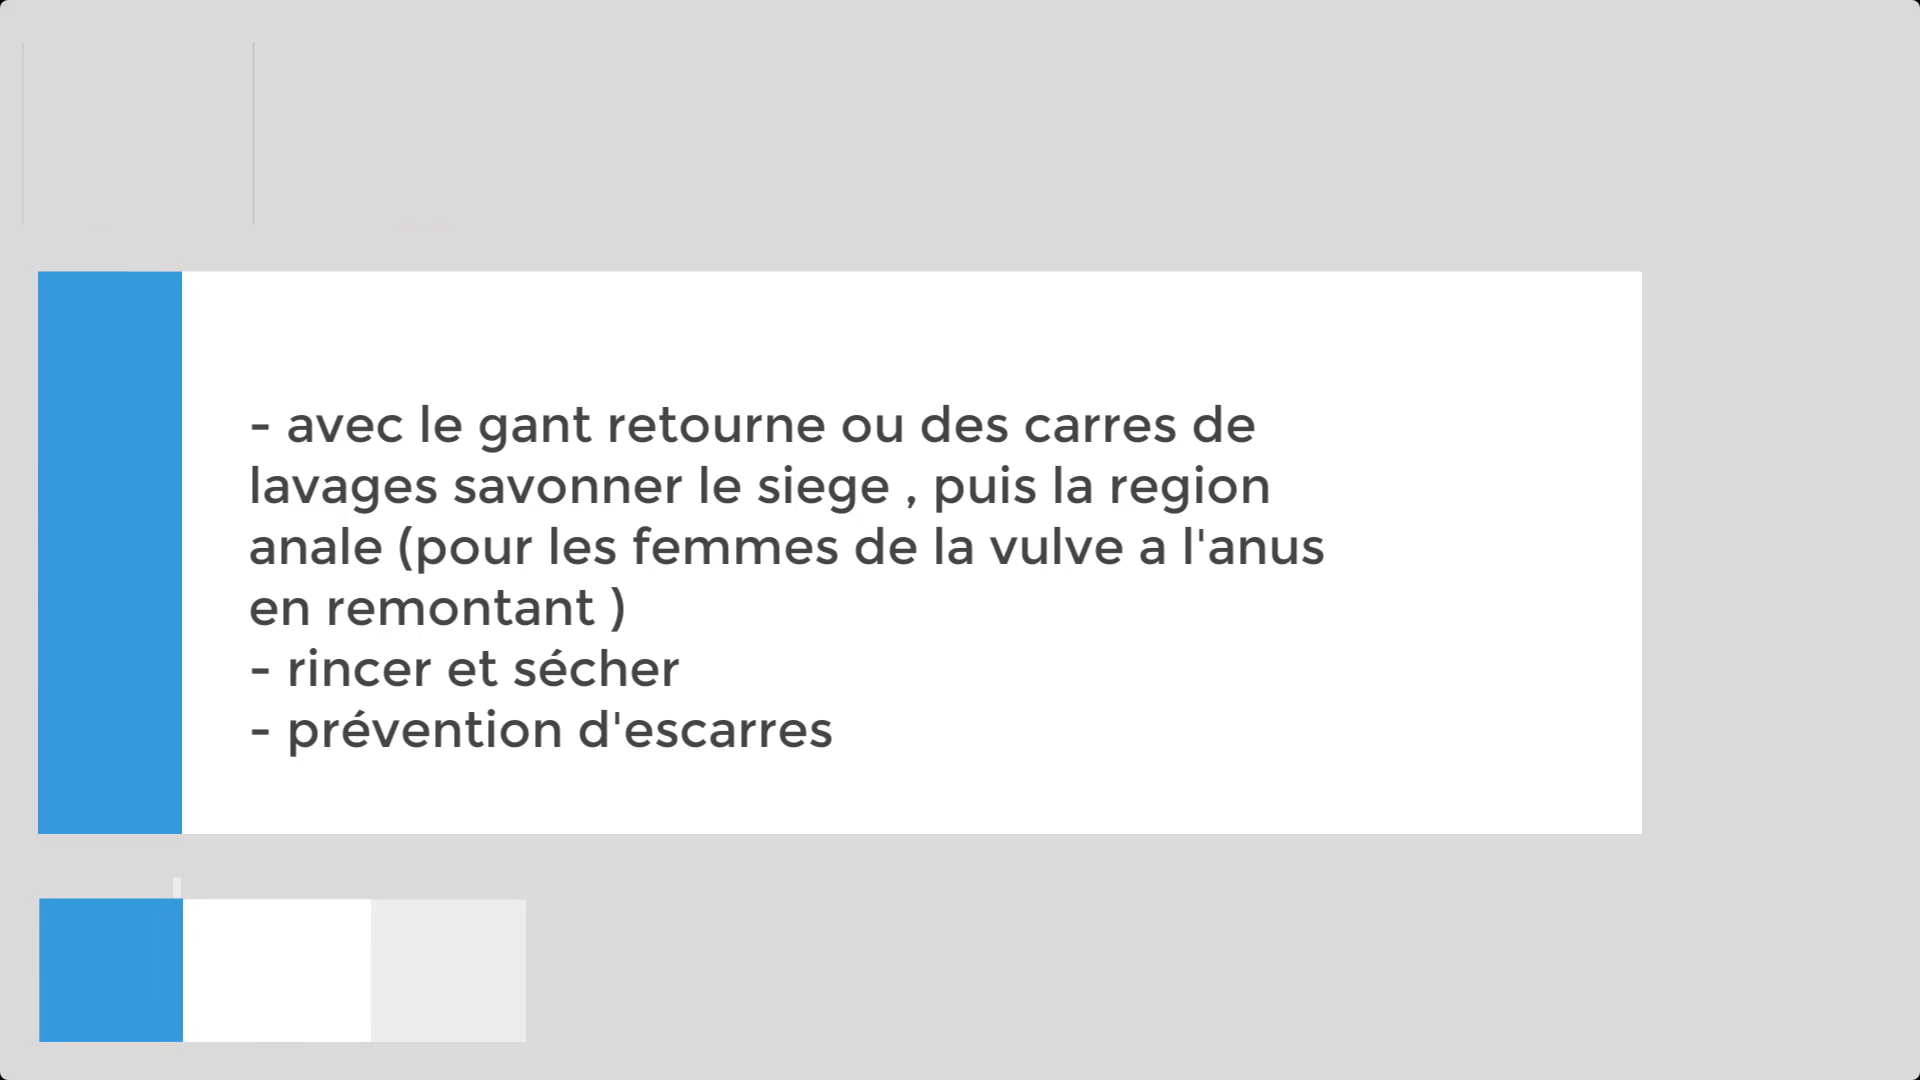 - avec le gant retourne ou des carres de
lavages savonner le siege , puis la region
anale (pour les femmes de la vulve a l'anus
en remontant )
- rincer et sécher
- prévention d'escarres